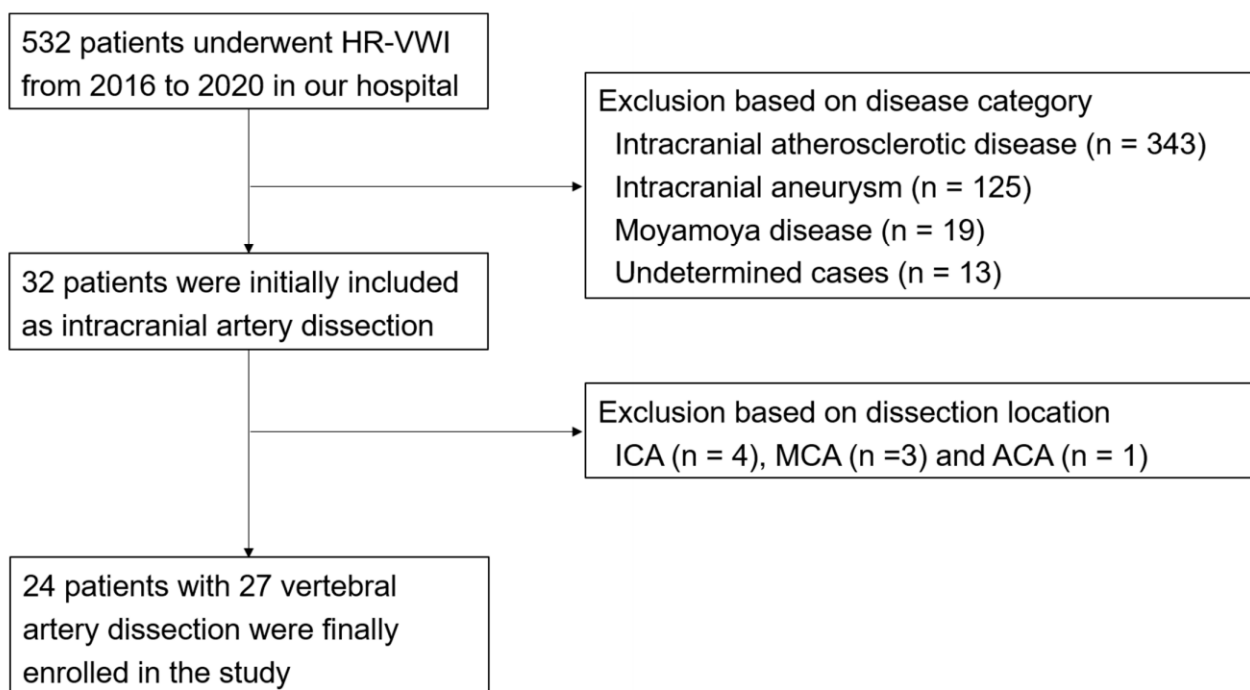 532 patients underwent HR-VWI
from 2016 to 2020 in our hospital
Exclusion based on disease category
Intracranial atherosclerotic disease (n = 343)
Intracranial aneurysm (n = 125)
Moyamoya disease (n = 19)
Undetermined cases (n = 13)
32 patients were initially included
as intracranial artery dissection
Exclusion based on dissection location
ICA (n = 4), MCA (n =3) and ACA (n = 1)
24 patients with 27 vertebral
artery dissection were finally
enrolled in the study